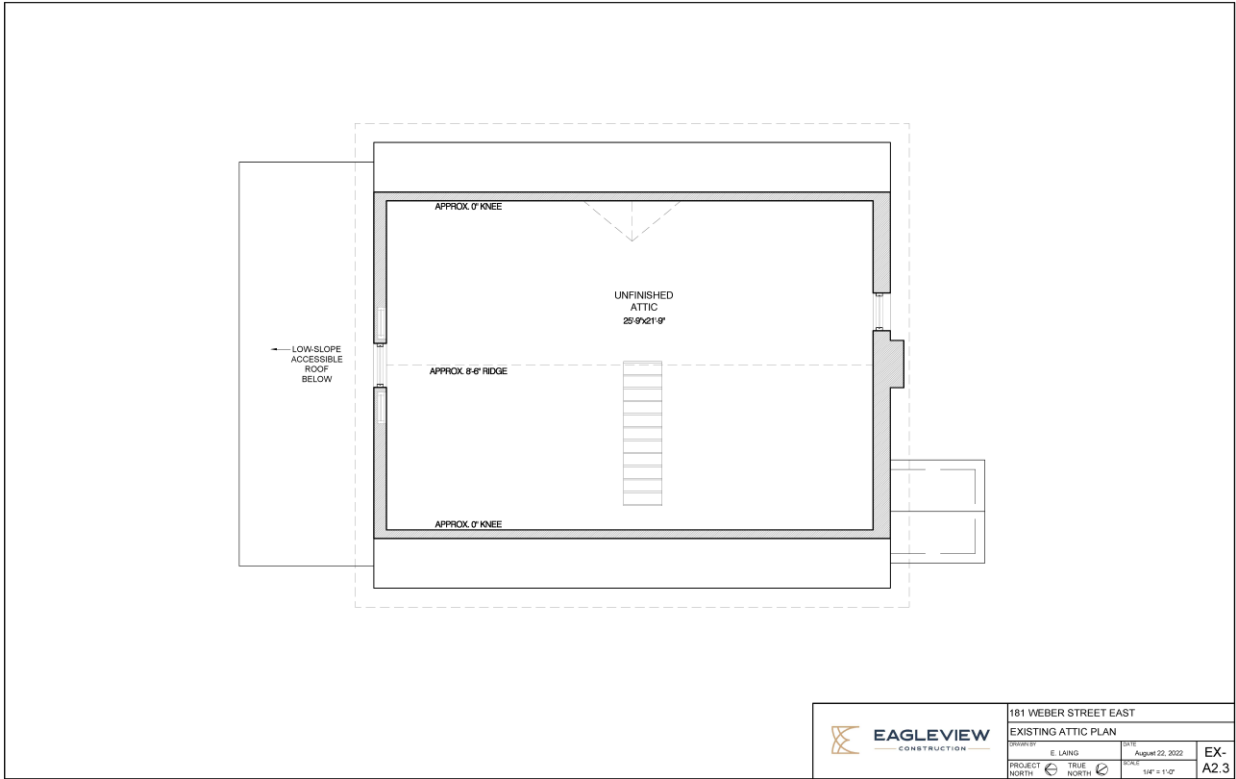 APPROX. 0" KNEE
UNFINISHED
ATTIC
25'-9"x21'-9"
LOW-SLOPE
ACCESSIBLE
ROOF
BELOW
APPROX. 8'-6" RIDGE
APPROX. 0" KNEE
EAGLEVIEW
CONSTRUCTION
181 WEBER STREET EAST
EXISTING ATTIC PLAN
DRAWN BY
E. LAING
DATE
August 22, 2022
PROJECT
NORTH
TRUE
NORTH
SCALE
1/4" = 1'-0"
EX-
A2.3